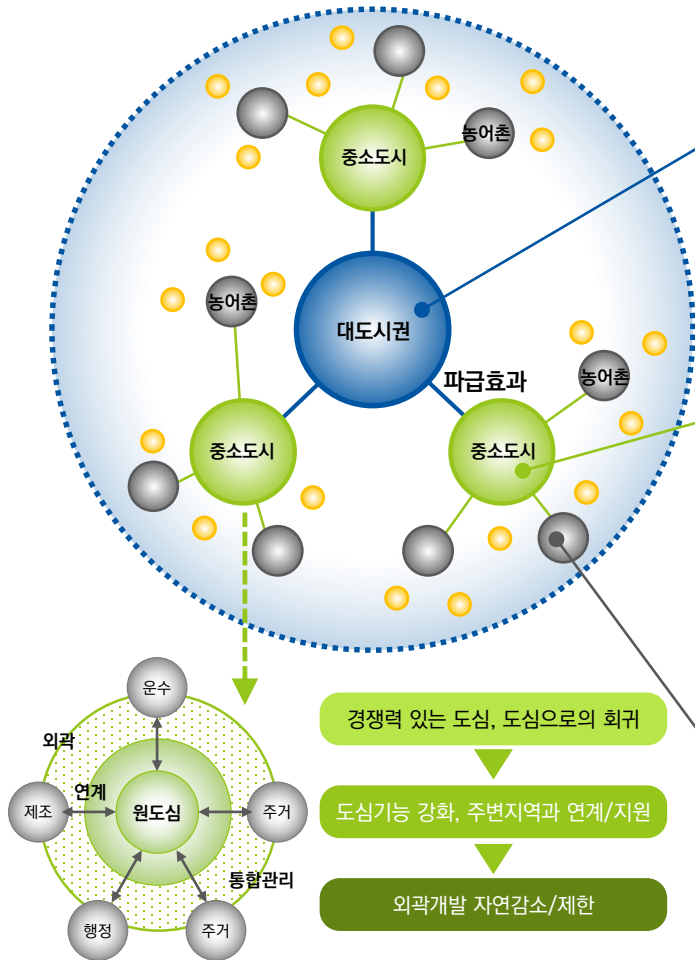 농어촌
중소도시
농어촌
대도시권
파급효과
농어촌
중소도시
중소도시
운수
외곽
연계
제조
원도심
주거
통합관리
행정
주거
경쟁력 있는 도심, 도심으로의 회귀
도심기능 강화, 주변지역과 연계/지원
외곽개발 자연감소/제한